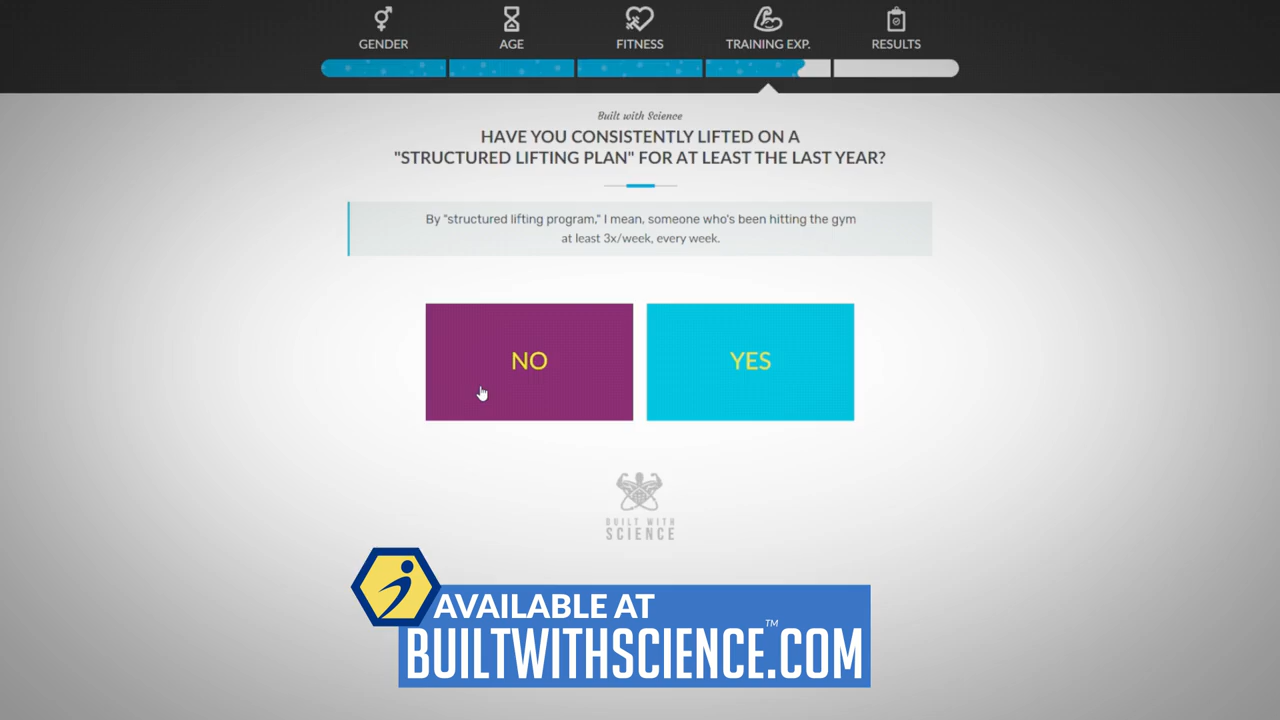 GENDER
AGE
FITNESS
TRAINING EXP.
RESULTS
Built with Science
HAVE YOU CONSISTENTLY LIFTED ON A
"STRUCTURED LIFTING PLAN" FOR AT LEAST THE LAST YEAR?
By "structured lifting program," I mean, someone who's been hitting the gym
at least 3x/week, every week.
NO
YES
BUILT WITH
SCIENCE
AVAILABLE AT
BUILTWITHSCIENCE™.COM